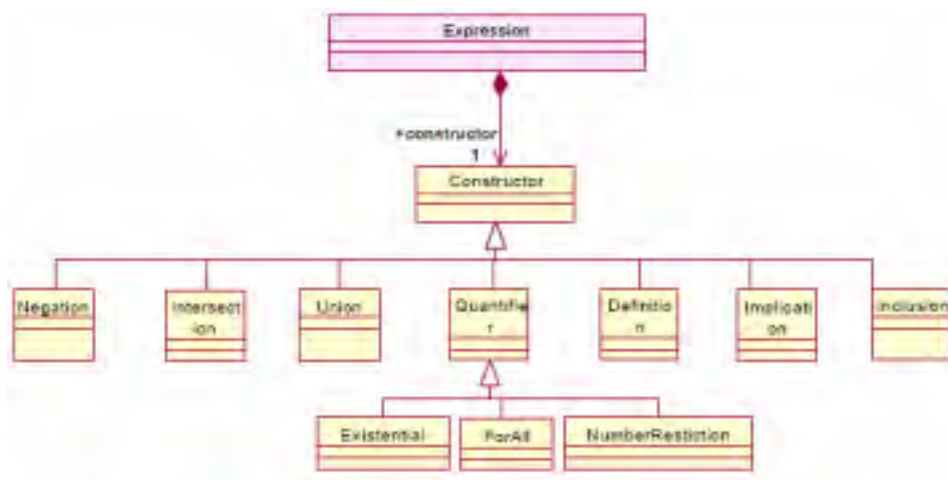 Expression
+constructor
1
Constructor
Negation
Intersect
ion
Union
Quantifie
r
Definitio
n
Implicati
on
Inclusion
Existential
ForAll
NumberRestiction